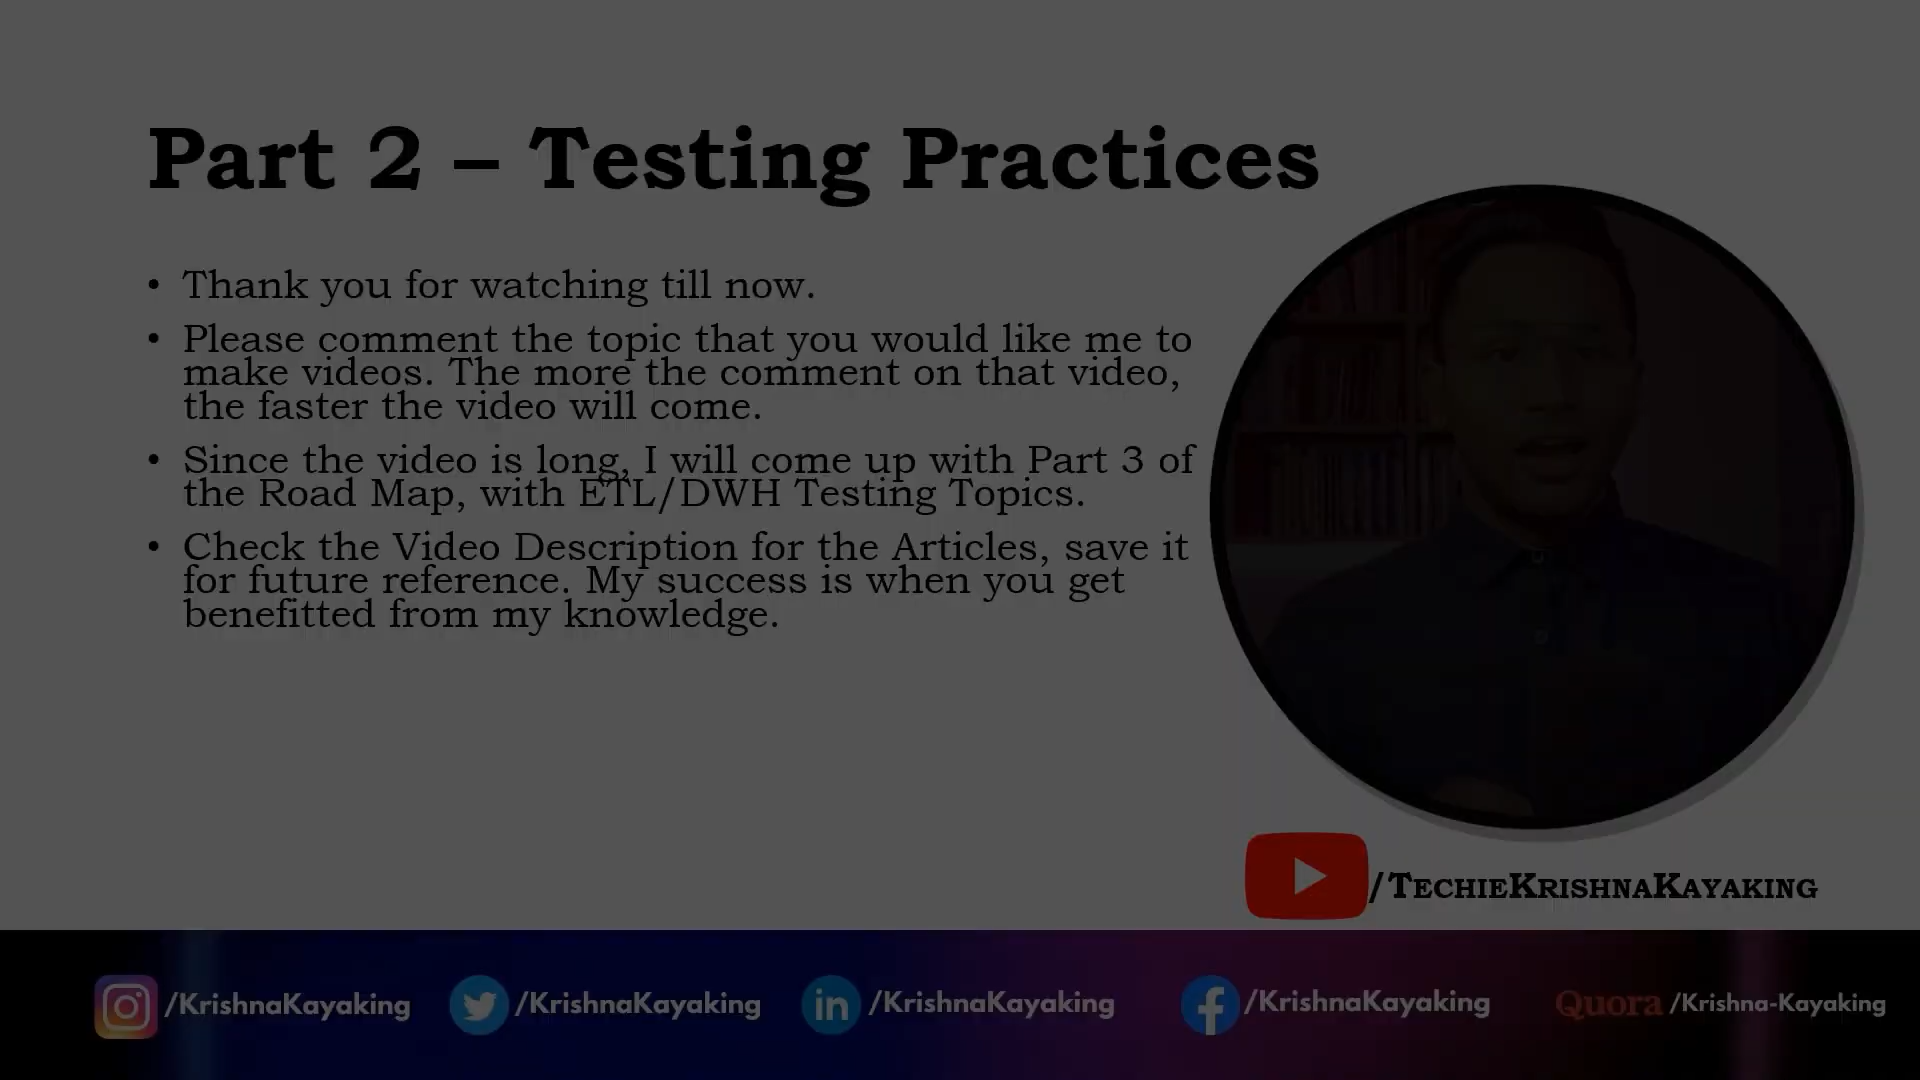 Part 2 – Testing Practices
• Thank you for watching till now.
• Please comment the topic that you would like me to
make videos. The more the comment on that video,
the faster the video will come.
• Since the video is long, I will come up with Part 3 of
the Road Map, with ETL/DWH Testing Topics.
• Check the Video Description for the Articles, save it
for future reference. My success is when you get
benefitted from my knowledge.
/TechieKrishnaKayaking
/KrishnaKayaking
/KrishnaKayaking
in /KrishnaKayaking
/KrishnaKayaking
Quora /Krishna-Kayaking